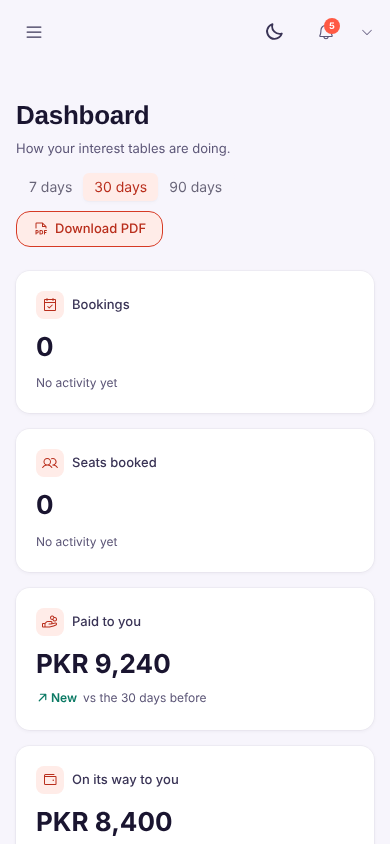 5
Dashboard
How your interest tables are doing.
7 days 30 days 90 days
PDF Download PDF
Bookings
0
No activity yet
Seats booked
0
No activity yet
Paid to you
PKR 9,240
New vs the 30 days before
On its way to you
PKR 8,400